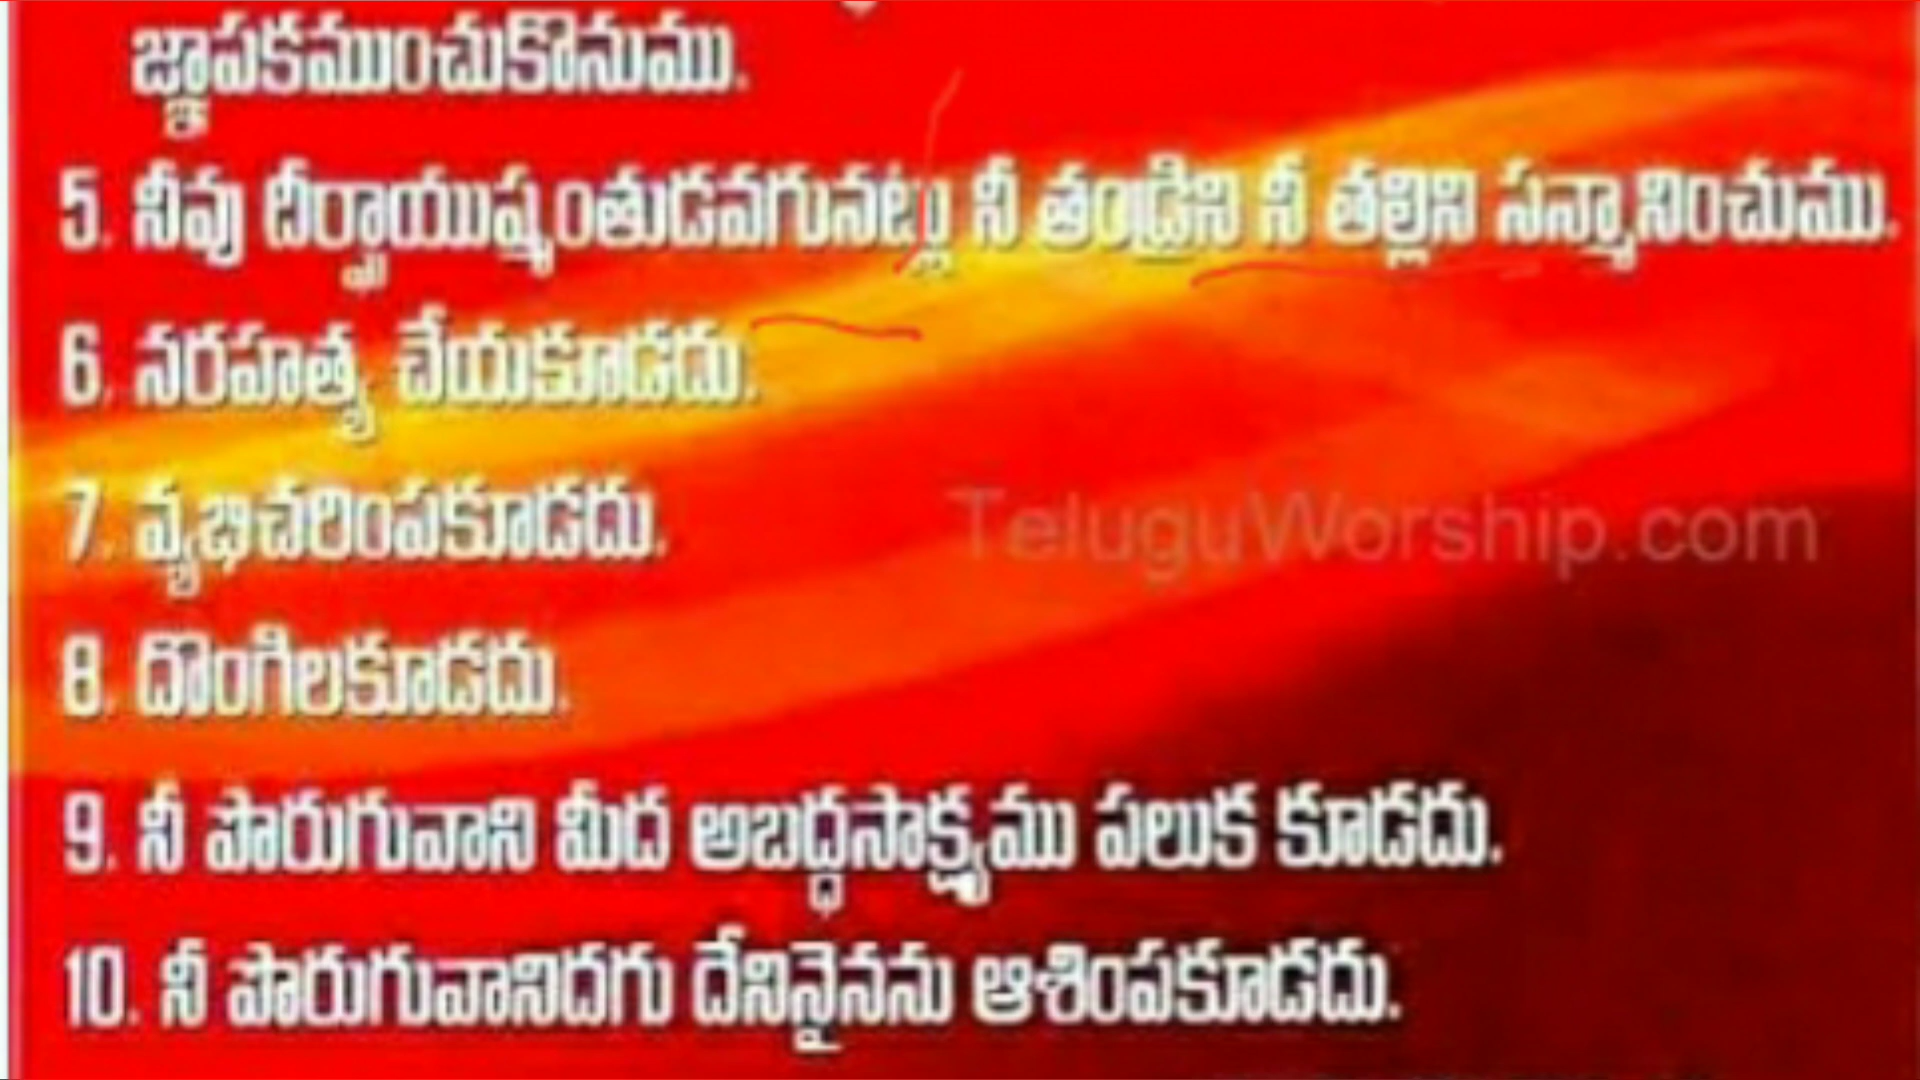 జ్ఞాపకముంచుకొనుము.
5. నీవు దీర్ఘాయుష్మంతుడవగునట్లు నీ తండ్రిని నీ తల్లిని సన్మానించుము.
6. నరహత్య చేయకూడదు.
7. వ్యభిచరింపకూడదు.
TeluguWorship.com
8. దొంగిలకూడదు.
9. నీ పొరుగువాని మీద అబద్ధసాక్ష్యము పలుక కూడదు.
10. నీ పొరుగువానిదగు దేనినైనను ఆశింపకూడదు.